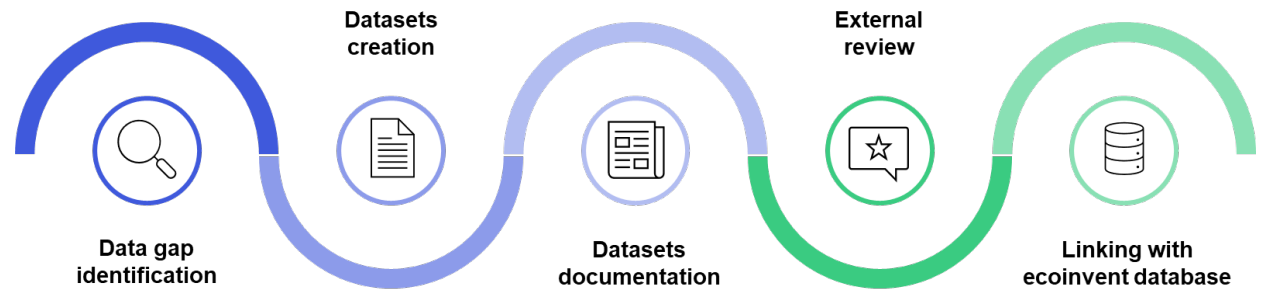 Data gap
identification
Datasets
creation
Datasets
documentation
External
review
Linking with
ecoinvent database